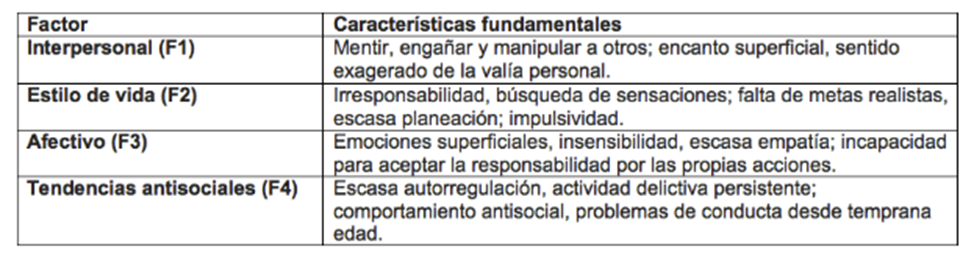 Factor Características fundamentales
Interpersonal (F1) Mentir, engañar y manipular a otros; encanto superficial, sentido
exagerado de la valía personal.
Estilo de vida (F2) Irresponsabilidad, búsqueda de sensaciones; falta de metas realistas,
escasa planeación; impulsividad.
Afectivo (F3) Emociones superficiales, insensibilidad, escasa empatía; incapacidad
para aceptar la responsabilidad por las propias acciones.
Tendencias antisociales (F4) Escasa autorregulación, actividad delictiva persistente;
comportamiento antisocial, problemas de conducta desde temprana
edad.